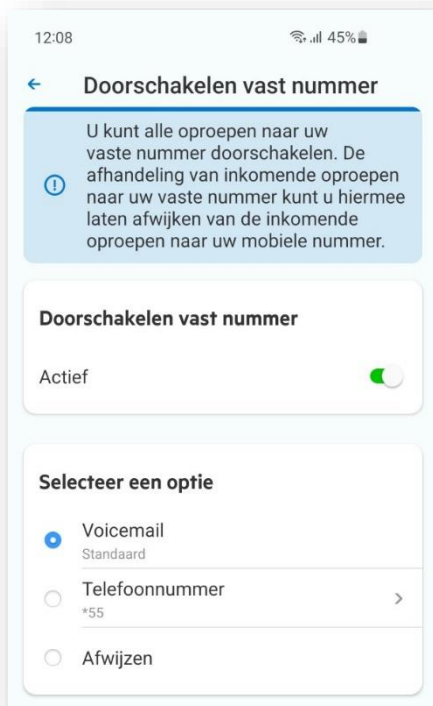 12:08 45%
Doorschakelen vast nummer
U kunt alle oproepen naar uw
vaste nummer doorschakelen. De
afhandeling van inkomende oproepen
naar uw vaste nummer kunt u hiermee
laten afwijken van de inkomende
oproepen naar uw mobiele nummer.
Doorschakelen vast nummer
Actief
Selecteer een optie
Voicemail
Standaard
Telefoonnummer
*55
Afwijzen